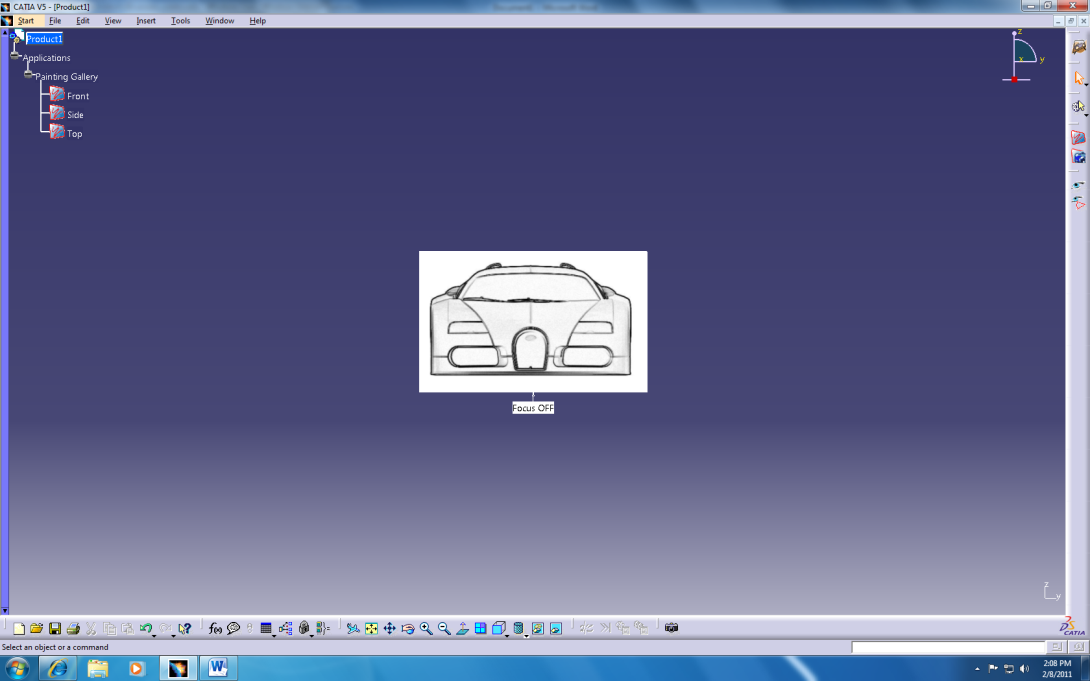 CATIA V5 - [Product1]
Start File Edit View Insert Tools Window Help
Product1
Applications
Painting Gallery
Front
Side
Top
z
x y
Focus OFF
z
y
f(x)
CATIA
Select an object or a command
W
2:08 PM
2/8/2011